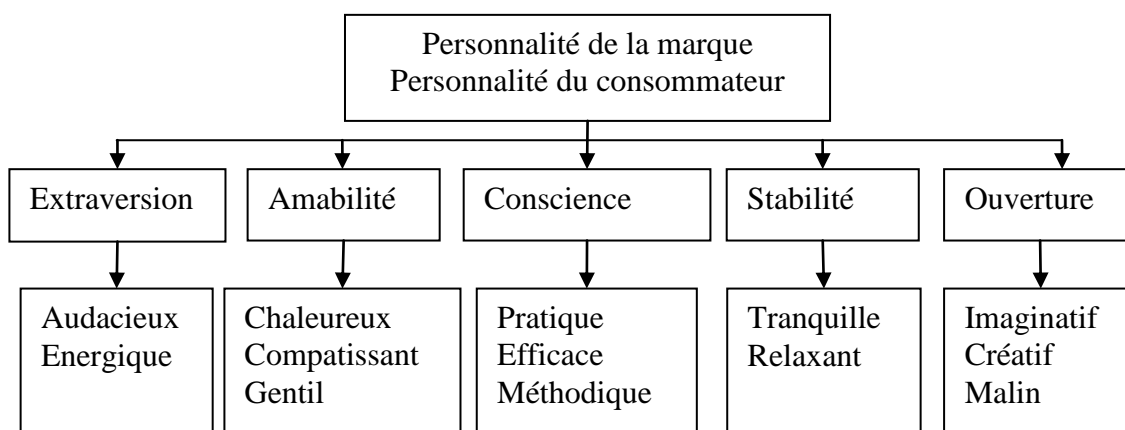 Personnalité de la marque
Personnalité du consommateur
Extraversion
Amabilité
Conscience
Stabilité
Ouverture
Audacieux
Energique
Chaleureux
Compatissant
Gentil
Pratique
Efficace
Méthodique
Tranquille
Relaxant
Imaginatif
Créatif
Malin